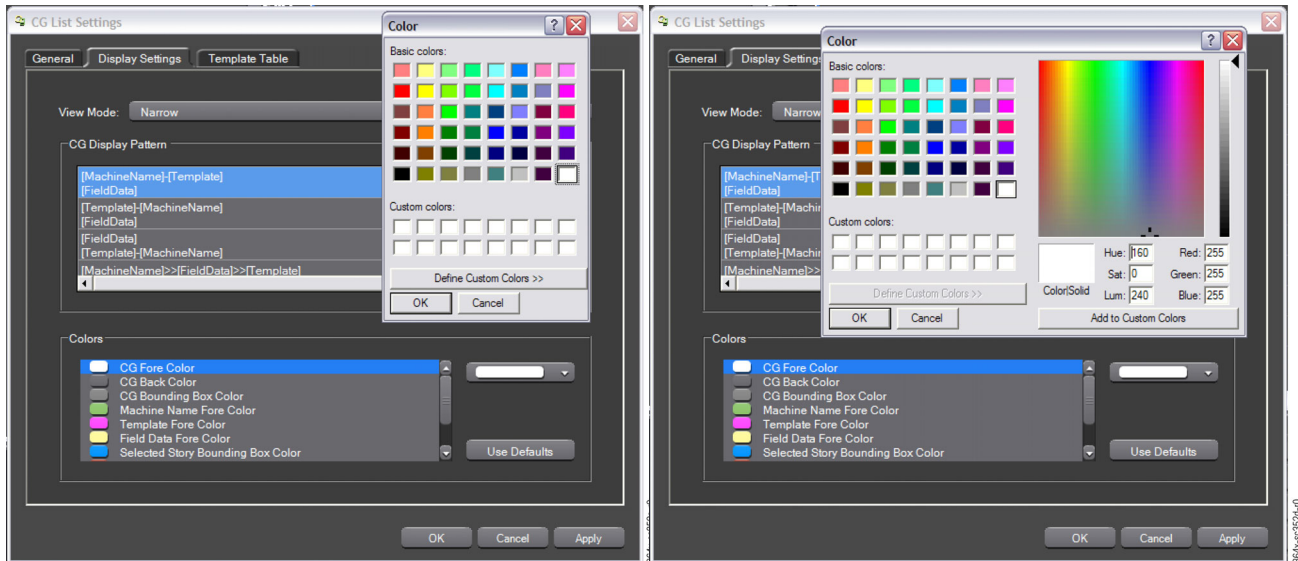 CG List Settings
Color
Basic colors:
General
Display Settings
Template Table
View Mode:
Narrow
CG Display Pattern
[MachineName]-[Template]
[FieldData]
[Template]-[MachineName]
[FieldData]
[FieldData]
[Template]-[MachineName]
[MachineName]>>[FieldData]>>[Template]
Custom colors:
Define Custom Colors >>
OK
Cancel
Colors
CG Fore Color
CG Back Color
CG Bounding Box Color
Machine Name Fore Color
Template Fore Color
Field Data Fore Color
Selected Story Bounding Box Color
Use Defaults
OK
Cancel
Apply
CG List Settings
Color
Basic colors:
General
Display Settings
View Mode:
Narrow
CG Display Pattern
[MachineName]-[T
[FieldData]
[Template]-[Machin
[FieldData]
[FieldData]
[Template]-[Machin
[MachineName]>>
Custom colors:
Define Custom Colors >>
OK
Cancel
Color|Solid
Hue: 160
Sat: 0
Lum: 240
Red: 255
Green: 255
Blue: 255
Add to Custom Colors
Colors
CG Fore Color
CG Back Color
CG Bounding Box Color
Machine Name Fore Color
Template Fore Color
Field Data Fore Color
Selected Story Bounding Box Color
Use Defaults
OK
Cancel
Apply